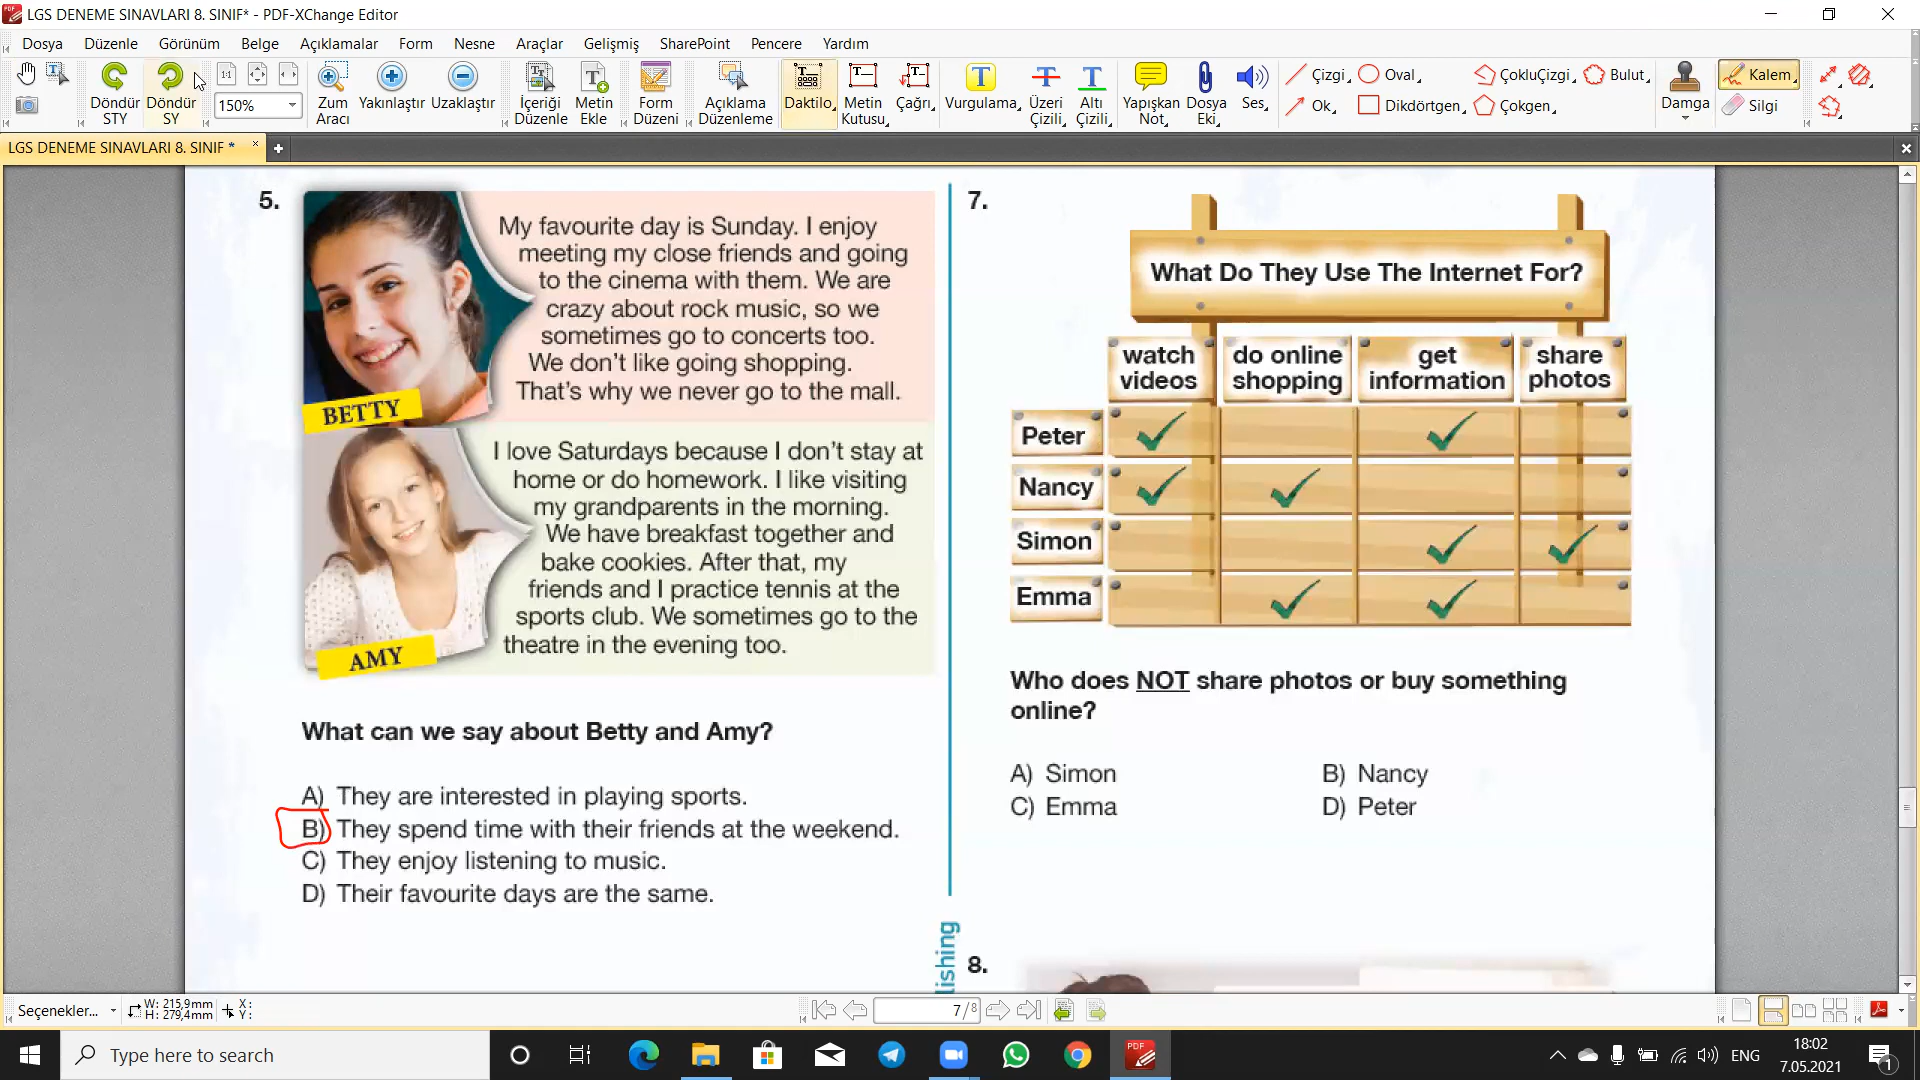 LGS DENEME SINAVLARI 8. SINIF* - PDF-XChange Editor
Dosya Düzenle Görünüm Belge Açıklamalar Form Nesne Araçlar Gelişmiş SharePoint Pencere Yardım
Döndür STY
Döndür SY
1:1
150%
Zum Aracı
Yakınlaştır
Uzaklaştır
İçeriği Düzenle
Metin Ekle
Form Düzeni
Açıklama Düzenleme
Daktilo
Metin Kutusu
Çağrı
Vurgulama
Üzeri Çizili
Altı Çizili
Yapışkan Not
Dosya Eki
Ses
Çizgi
Ok
Oval
Dikdörtgen
ÇokluÇizgi
Çokgen
Bulut
Damga
Kalem
Silgi
LGS DENEME SINAVLARI 8. SINIF *
5.
My favourite day is Sunday. I enjoy
meeting my close friends and going
to the cinema with them. We are
crazy about rock music, so we
sometimes go to concerts too.
We don't like going shopping.
That's why we never go to the mall.
BETTY
I love Saturdays because I don't stay at
home or do homework. I like visiting
my grandparents in the morning.
We have breakfast together and
bake cookies. After that, my
friends and I practice tennis at the
sports club. We sometimes go to the
theatre in the evening too.
AMY
What can we say about Betty and Amy?
A) They are interested in playing sports.
B) They spend time with their friends at the weekend.
C) They enjoy listening to music.
D) Their favourite days are the same.
lishing
7.
What Do They Use The Internet For?
watch videos
do online shopping
get information
share photos
Peter
Nancy
Simon
Emma
Who does NOT share photos or buy something
online?
A) Simon B) Nancy
C) Emma D) Peter
8.
Seçenekler...
W: 215,9mm
H: 279,4mm
X:
Y:
7 / 8
Type here to search
PDF
ENG
18:02
7.05.2021
1